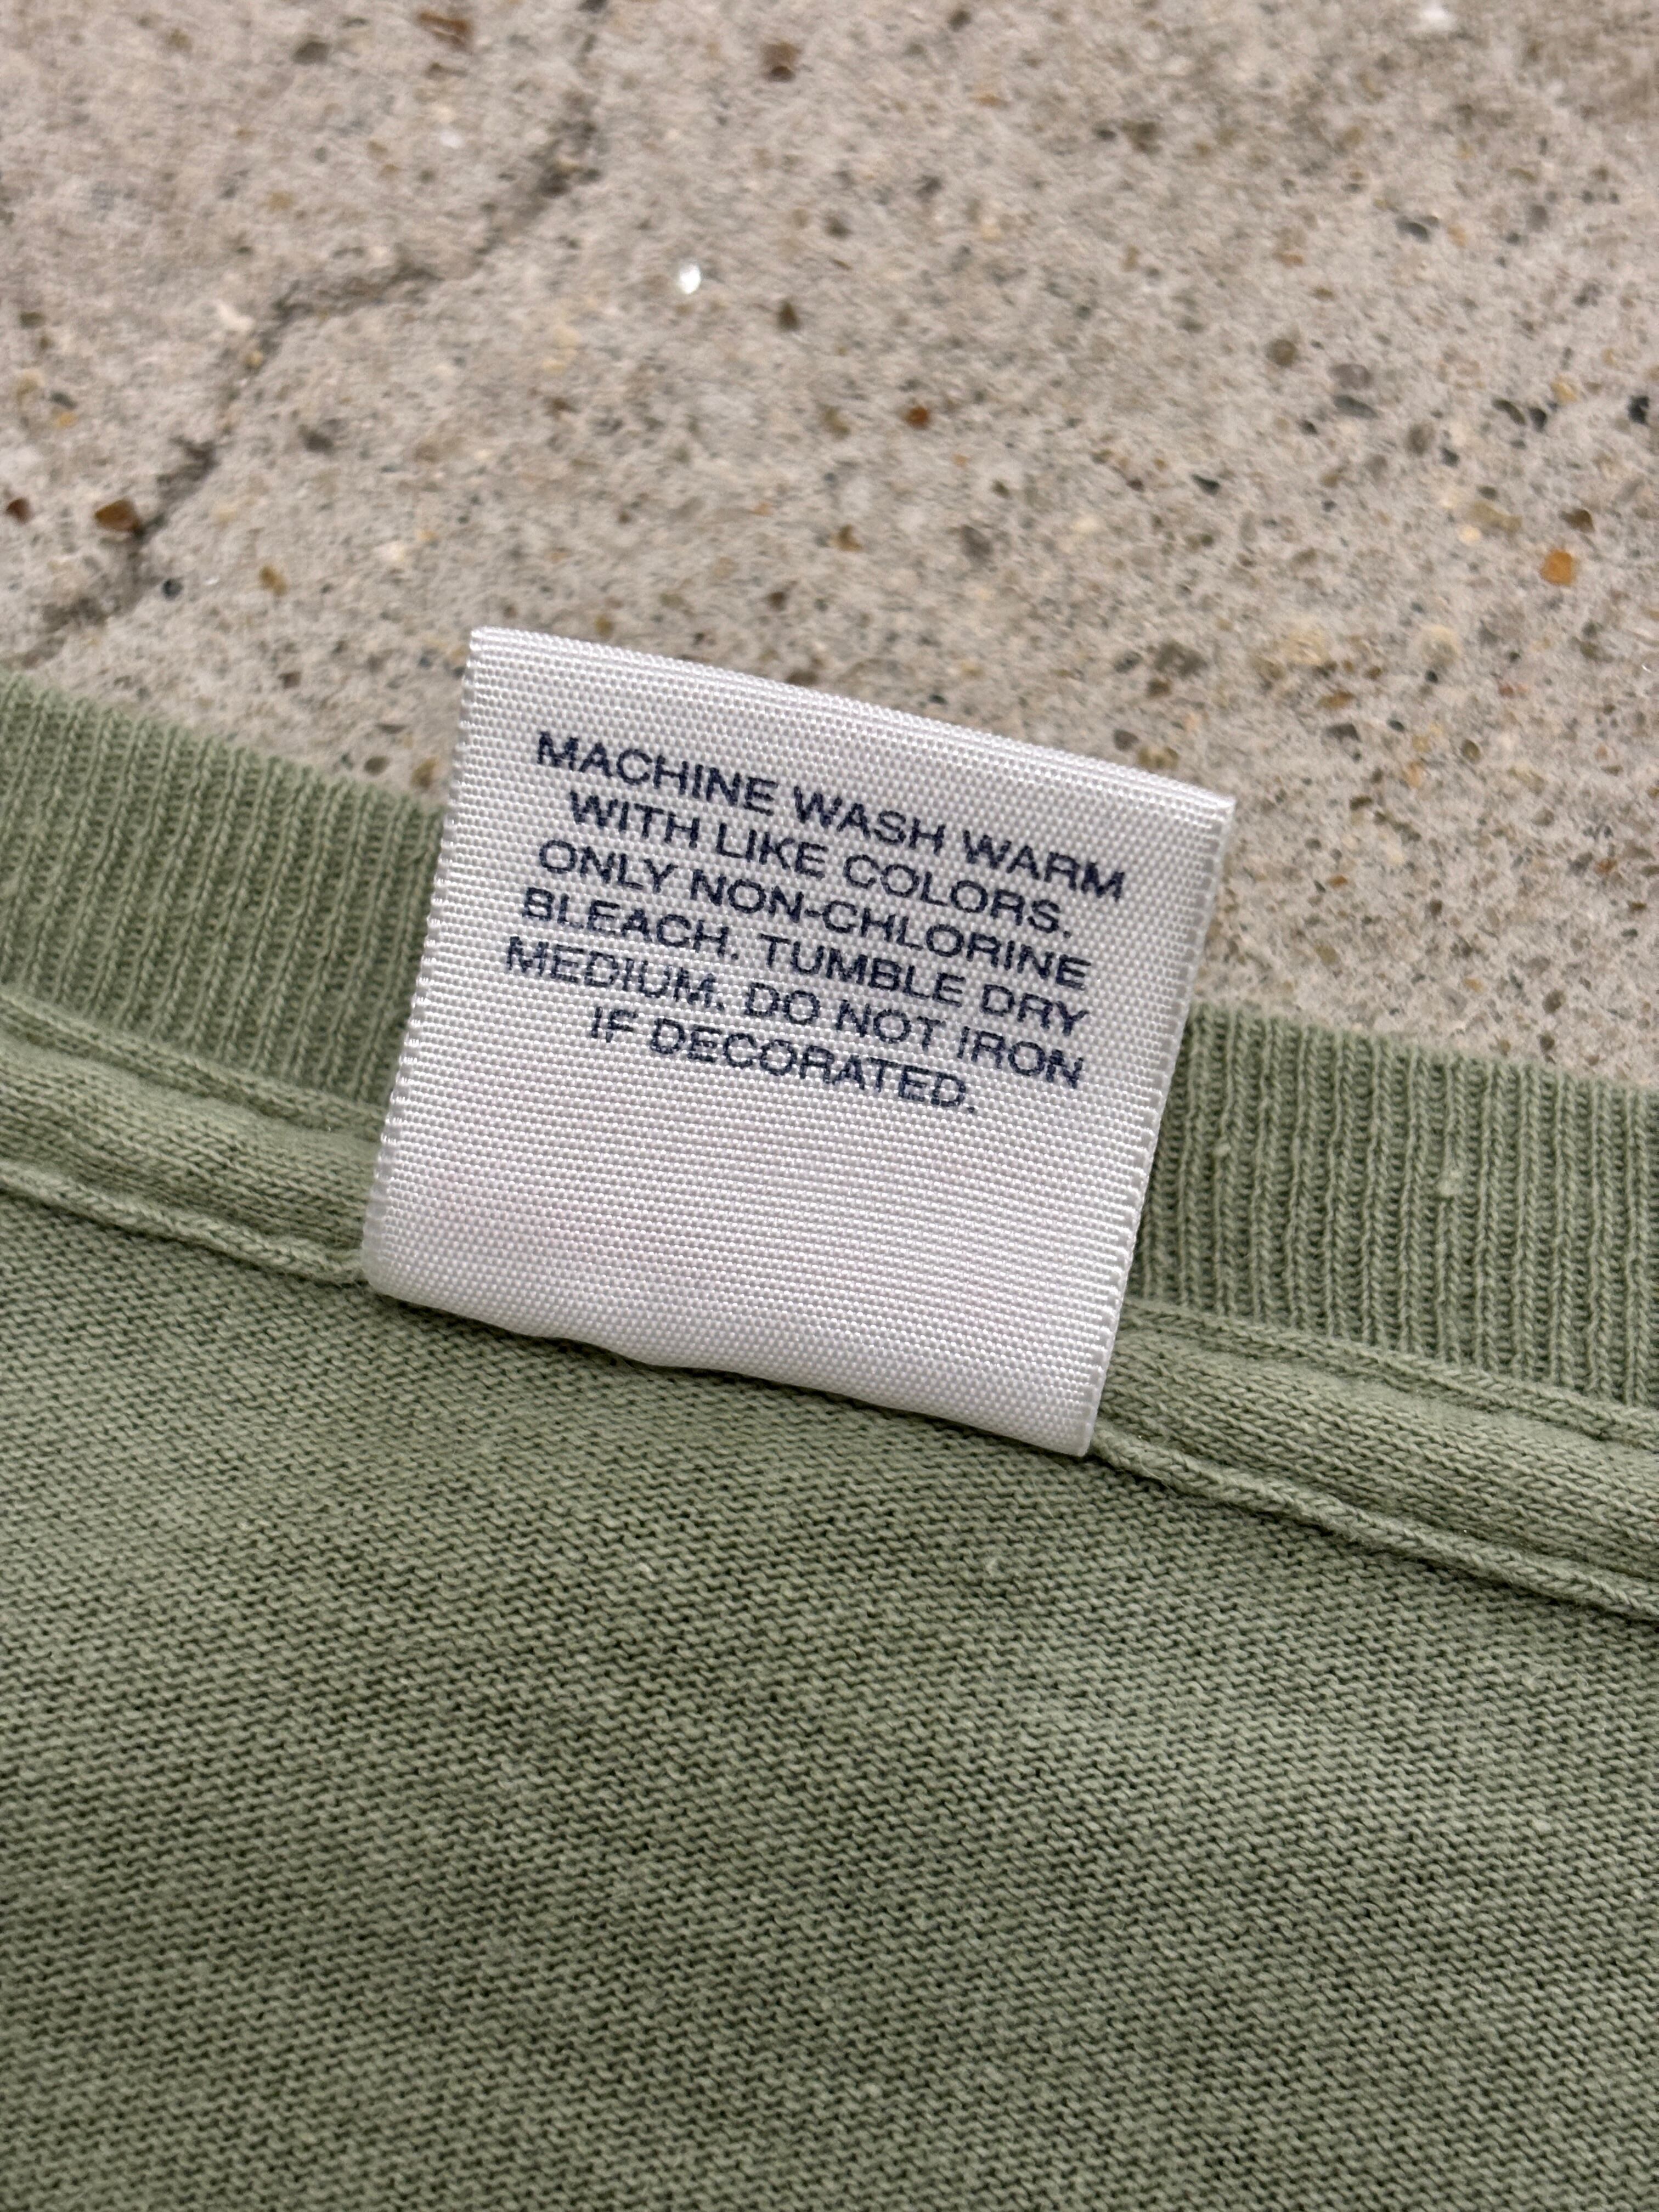 MACHINE WASH WARM
WITH LIKE COLORS.
ONLY NON-CHLORINE
BLEACH. TUMBLE DRY
MEDIUM. DO NOT IRON
IF DECORATED.